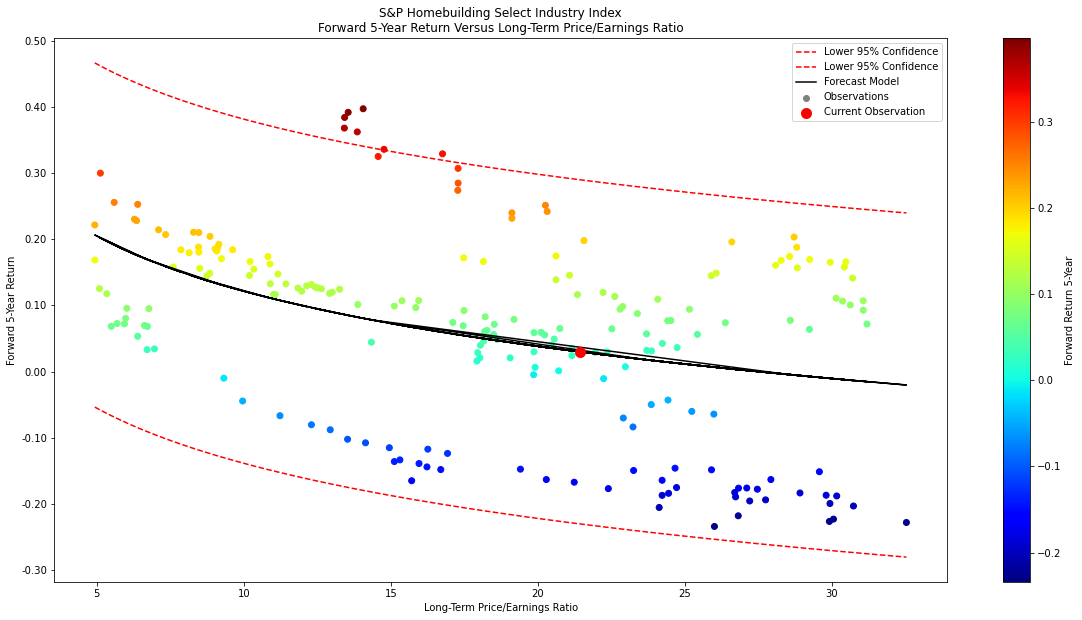 S&P Homebuilding Select Industry Index
Forward 5-Year Return Versus Long-Term Price/Earnings Ratio
Lower 95% Confidence
Lower 95% Confidence
Forecast Model
Observations
Current Observation
Forward 5-Year Return
0.50
0.40
0.30
0.20
0.10
0.00
-0.10
-0.20
-0.30
5
10
15
20
25
30
Long-Term Price/Earnings Ratio
0.3
0.2
0.1
0.0
−0.1
−0.2
Forward Return 5-Year